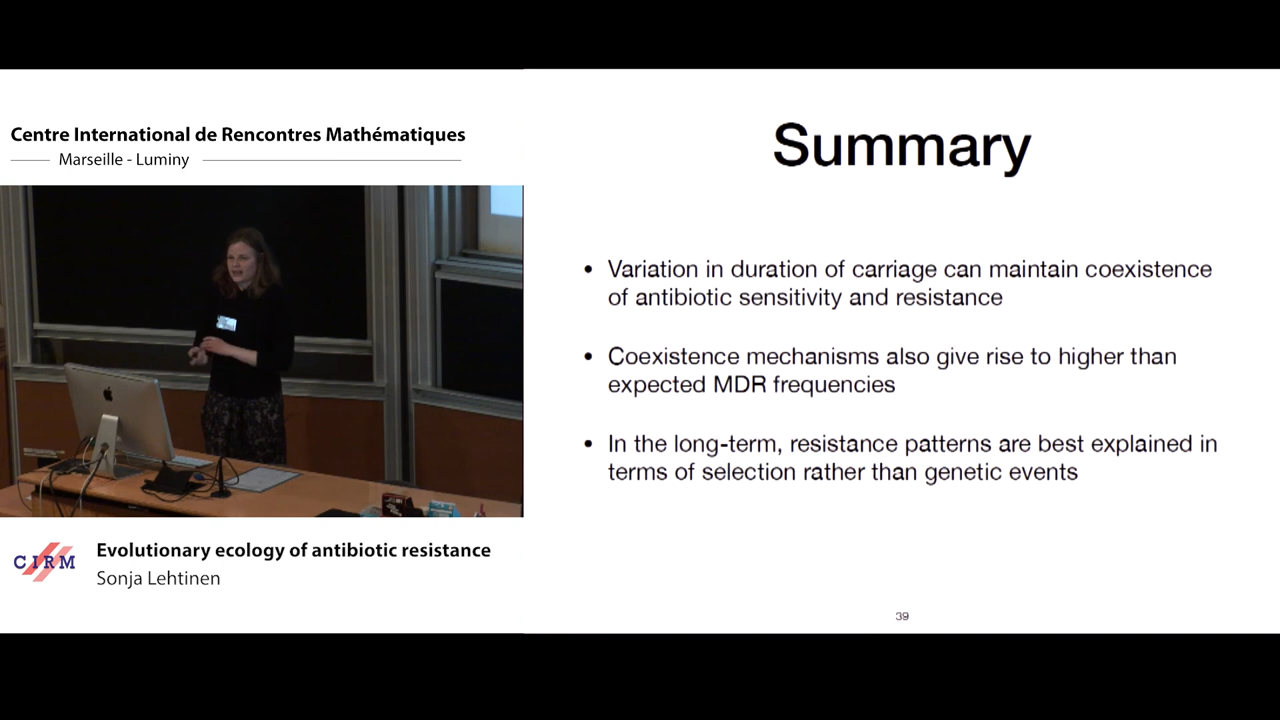 Centre International de Rencontres Mathématiques
Marseille - Luminy
CIRM
Evolutionary ecology of antibiotic resistance
Sonja Lehtinen
Summary
• Variation in duration of carriage can maintain coexistence
of antibiotic sensitivity and resistance
• Coexistence mechanisms also give rise to higher than
expected MDR frequencies
• In the long-term, resistance patterns are best explained in
terms of selection rather than genetic events
39